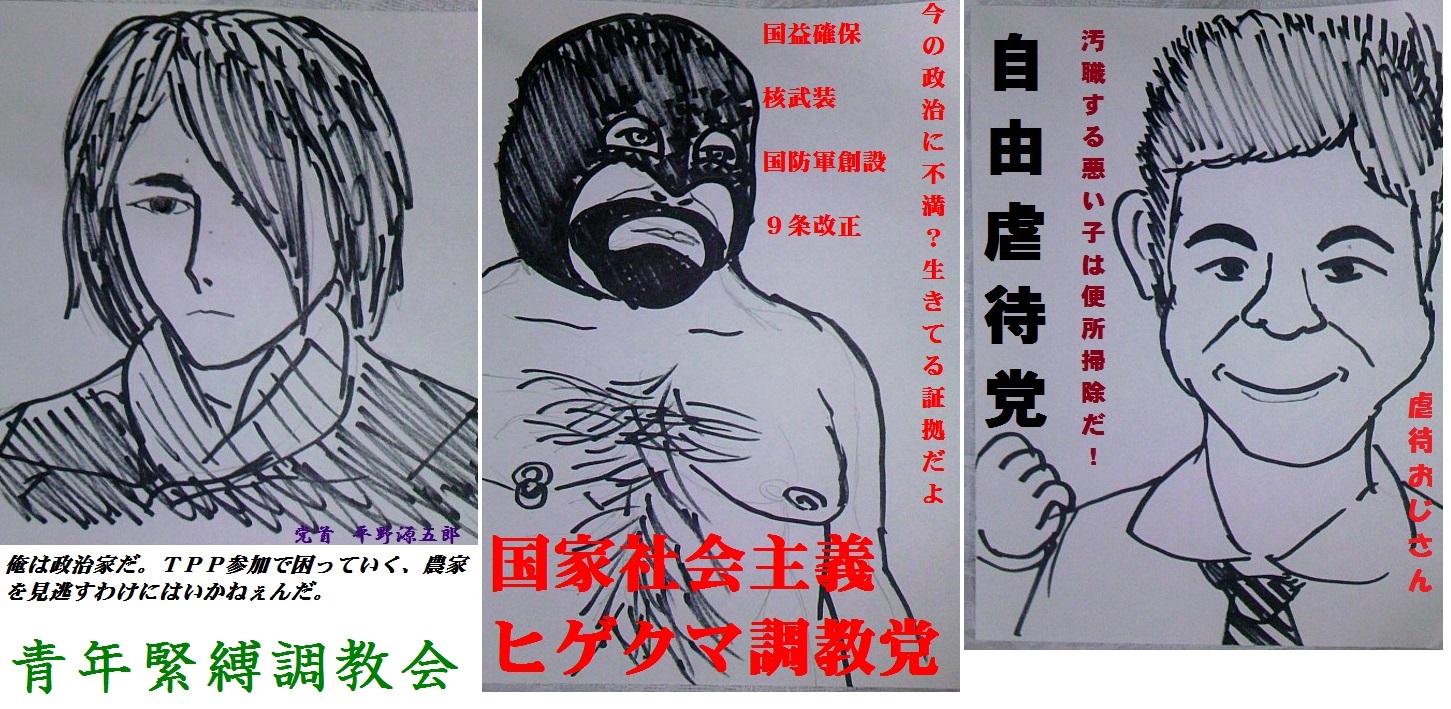 党首　平野源五郎
俺は政治家だ。ＴＰＰ参加で困っていく、農家
を見逃すわけにはいかねぇんだ。
青年緊縛調教会
国益確保
核武装
国防軍創設
９条改正
今の政治に不満？生きてる証拠だよ
国家社会主義
ヒゲクマ調教党
自由虐待党
汚職する悪い子は便所掃除だ！
虐待おじさん